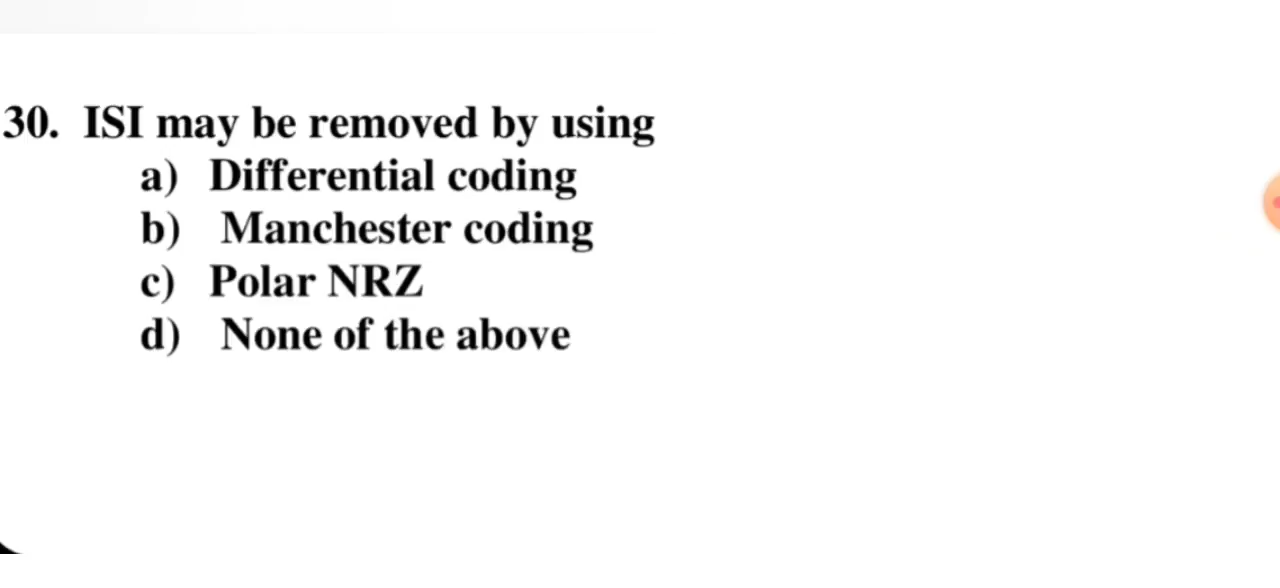 30. ISI may be removed by using
a) Differential coding
b) Manchester coding
c) Polar NRZ
d) None of the above